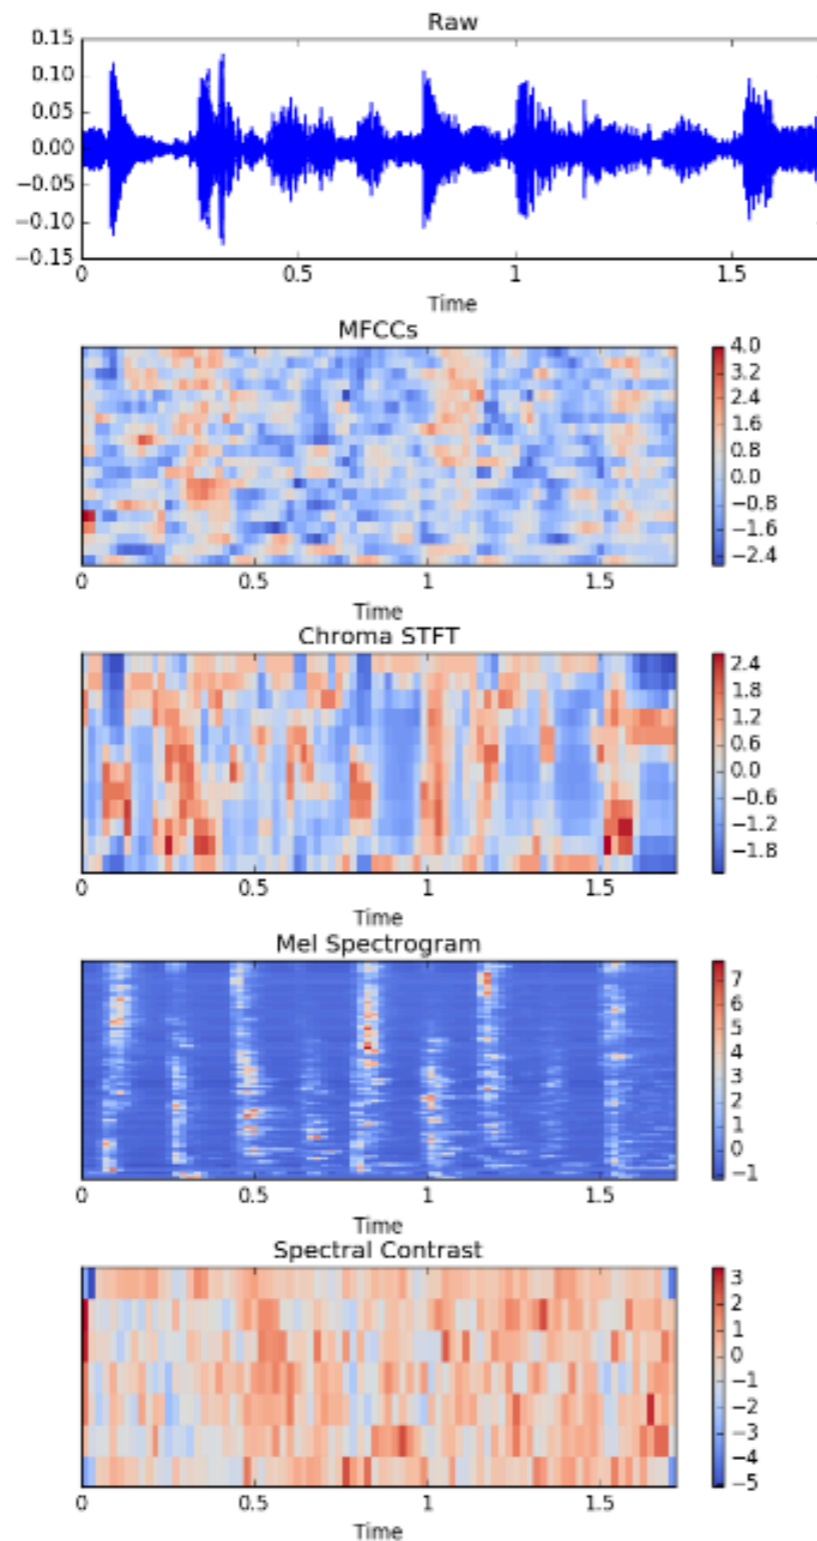 Raw
0.15
0.10
0.05
0.00
−0.05
−0.10
−0.15
0 0.5 1 1.5
Time
MFCCs
4.0
3.2
2.4
1.6
0.8
0.0
−0.8
−1.6
−2.4
0 0.5 1 1.5
Time
Chroma STFT
2.4
1.8
1.2
0.6
0.0
−0.6
−1.2
−1.8
0 0.5 1 1.5
Time
Mel Spectrogram
7
6
5
4
3
2
1
0
−1
0 0.5 1 1.5
Time
Spectral Contrast
3
2
1
0
−1
−2
−3
−4
−5
0 0.5 1 1.5
Time